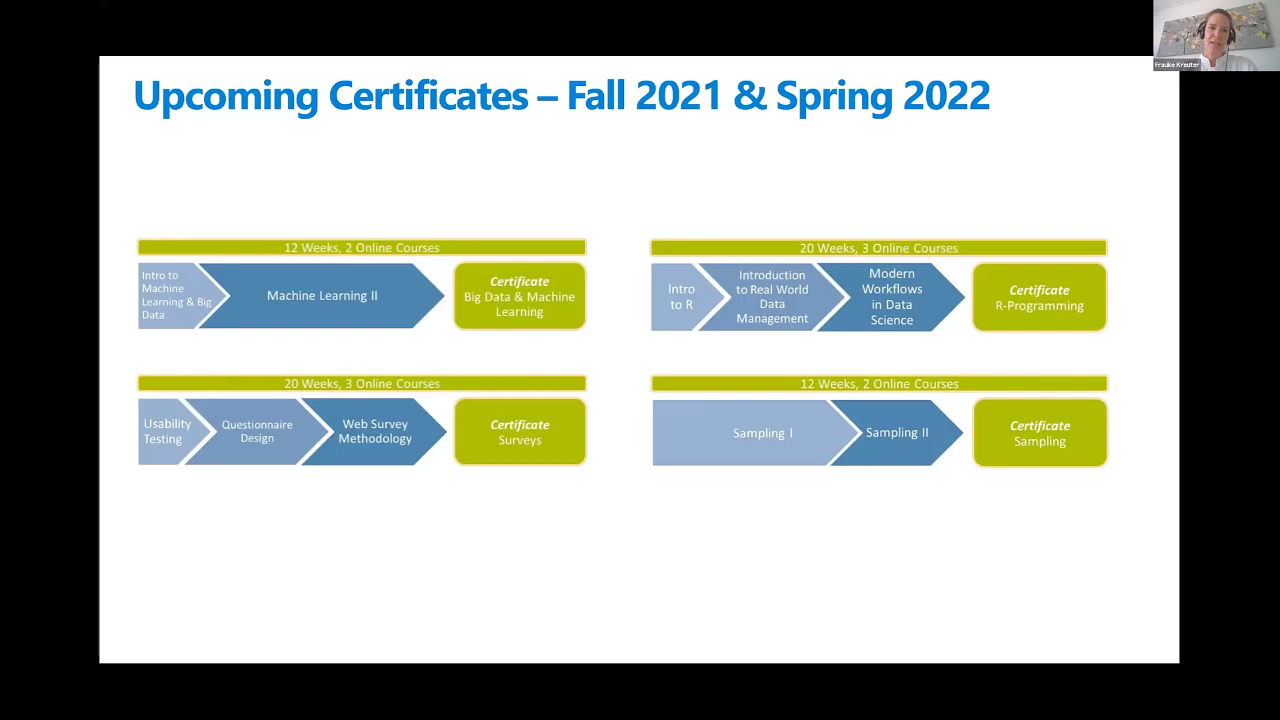 Frauke Kreuter
Upcoming Certificates – Fall 2021 & Spring 2022
12 Weeks, 2 Online Courses
Intro to
Machine
Learning & Big
Data
Machine Learning II
Certificate
Big Data & Machine
Learning
20 Weeks, 3 Online Courses
Intro
to R
Introduction
to Real World
Data
Management
Modern
Workflows
in Data
Science
Certificate
R-Programming
20 Weeks, 3 Online Courses
Usability
Testing
Questionnaire
Design
Web Survey
Methodology
Certificate
Surveys
12 Weeks, 2 Online Courses
Sampling I
Sampling II
Certificate
Sampling